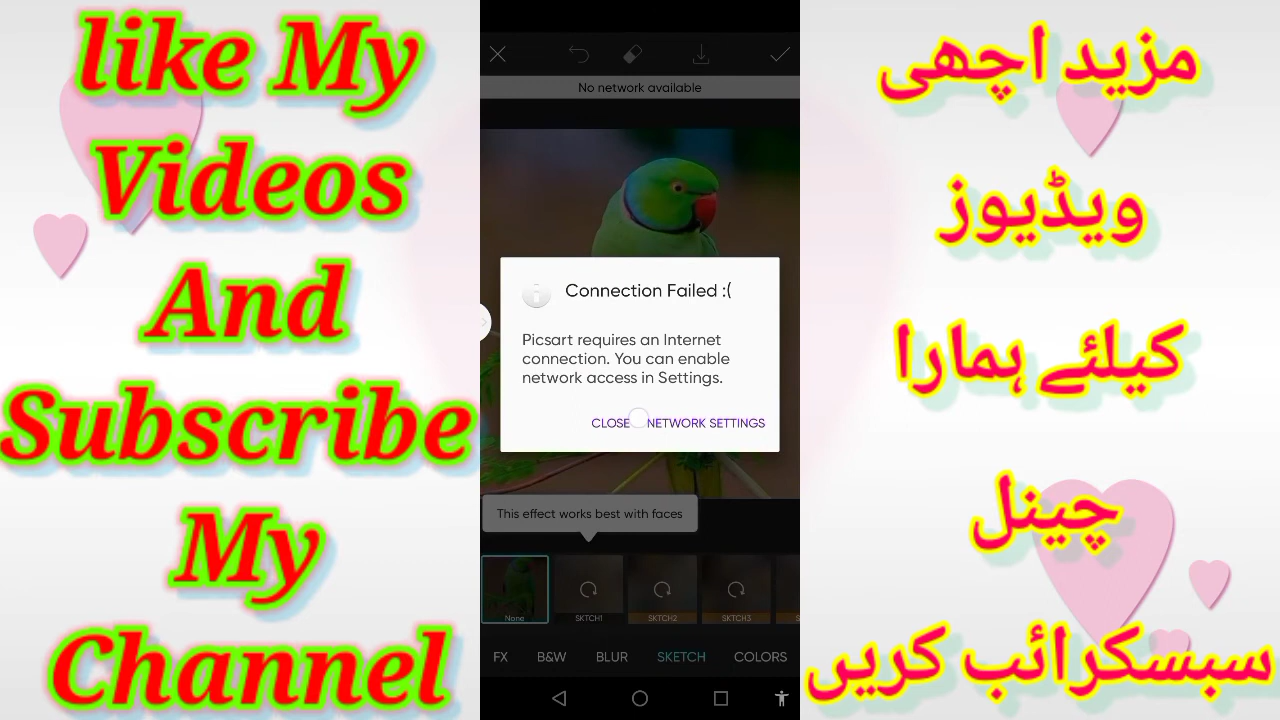 like My
Videos
And
Subscribe
My
Channel
No network available
Connection Failed :(
Picsart requires an Internet
connection. You can enable
network access in Settings.
CLOSE NETWORK SETTINGS
This effect works best with faces
None SKTCH1 SKTCH2 SKTCH3 S
FX B&W BLUR SKETCH COLORS
مزید اچھی
ویڈیوز
کیلئے ہمارا
چینل
سبسکرائب کریں